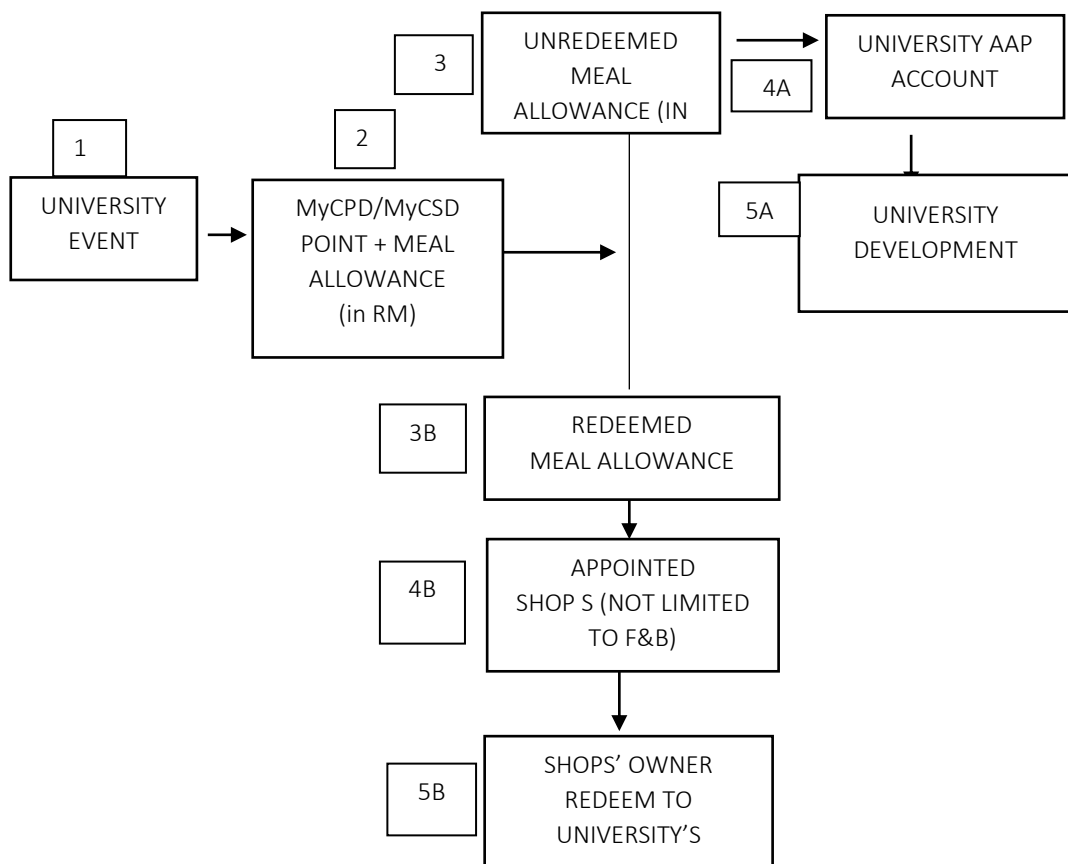 3
UNREDEEMED
MEAL
ALLOWANCE (IN
4A
UNIVERSITY AAP
ACCOUNT
1
UNIVERSITY
EVENT
2
MyCPD/MyCSD
POINT + MEAL
ALLOWANCE
(in RM)
5A
UNIVERSITY
DEVELOPMENT
3B
REDEEMED
MEAL ALLOWANCE
4B
APPOINTED
SHOP S (NOT LIMITED
TO F&B)
5B
SHOPS’ OWNER
REDEEM TO
UNIVERSITY’S